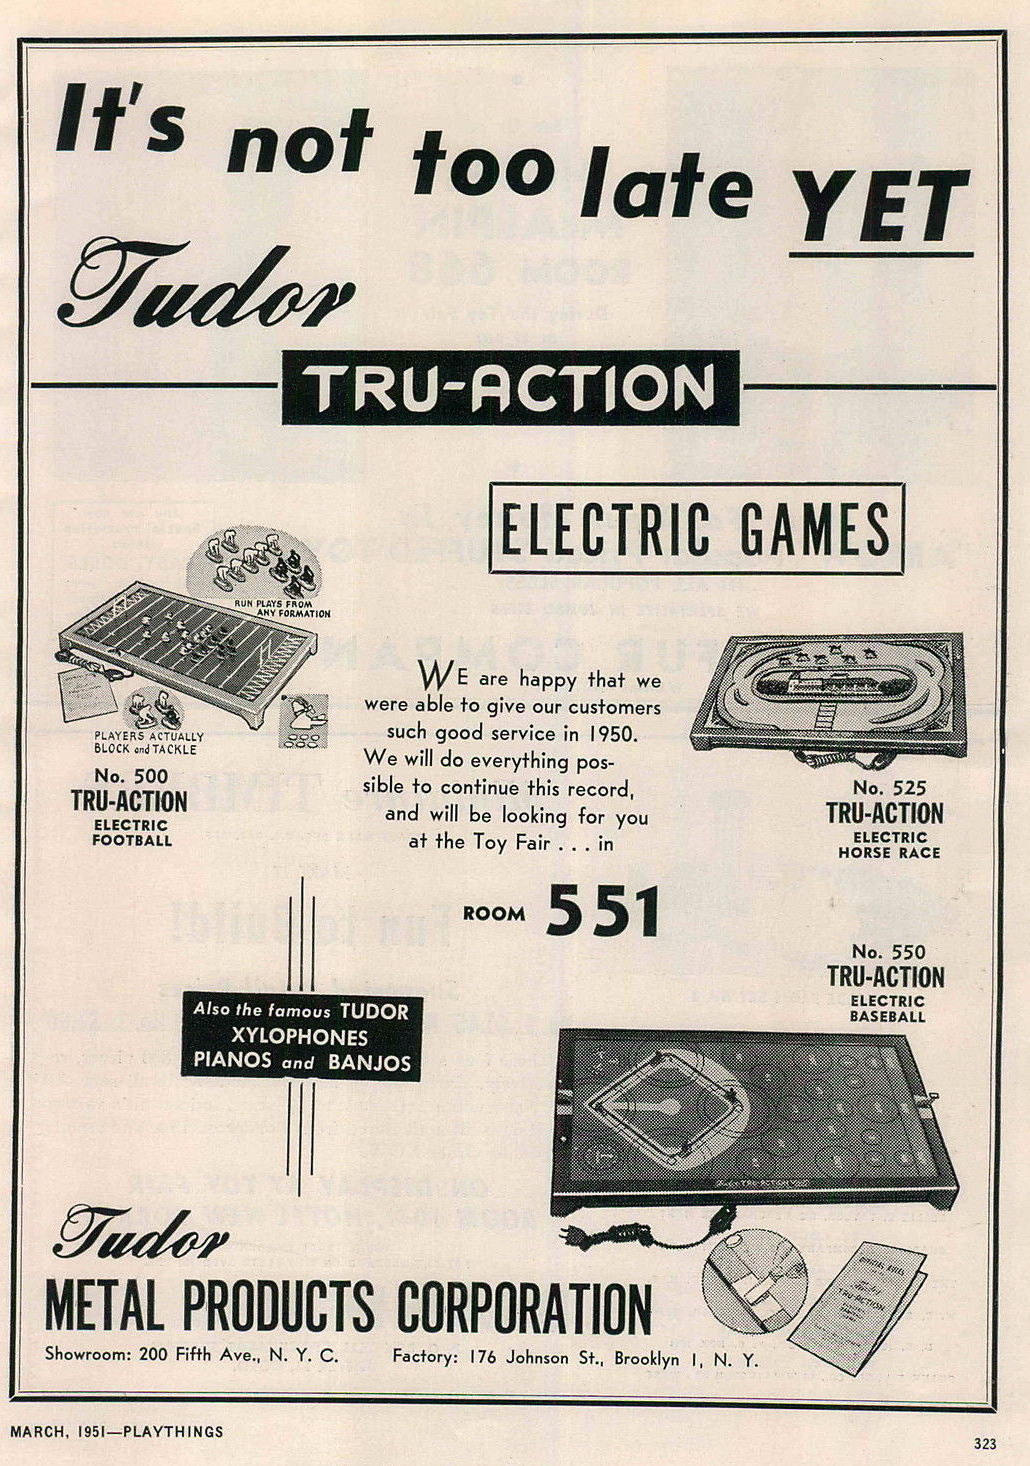 It's not too late YET
Tudor
TRU-ACTION
ELECTRIC GAMES
RUN PLAYS FROM
ANY FORMATION
PLAYERS ACTUALLY
BLOCK and TACKLE
No. 500
TRU-ACTION
ELECTRIC
FOOTBALL
WE are happy that we
were able to give our customers
such good service in 1950.
We will do everything pos-
sible to continue this record,
and will be looking for you
at the Toy Fair . . . in
ROOM 551
No. 525
TRU-ACTION
ELECTRIC
HORSE RACE
No. 550
TRU-ACTION
ELECTRIC
BASEBALL
Also the famous TUDOR
XYLOPHONES
PIANOS and BANJOS
OFFICIAL RULES
TRU-ACTION
Tudor
METAL PRODUCTS CORPORATION
Showroom: 200 Fifth Ave., N. Y. C. Factory: 176 Johnson St., Brooklyn 1, N. Y.
MARCH, 1951—PLAYTHINGS
323